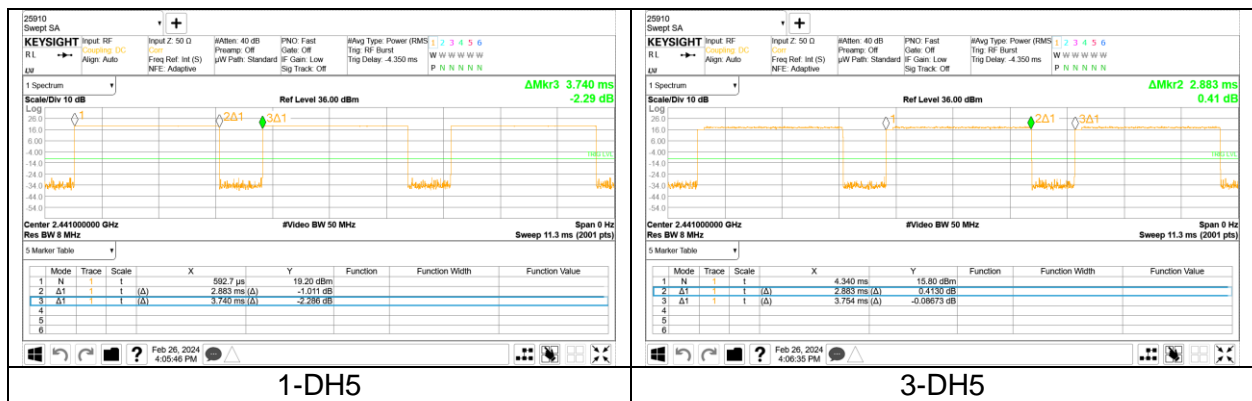 25910
Swept SA
KEYSIGHT Input: RF Input Z: 50 Ω #Atten: 40 dB PNO: Fast #Avg Type: Power (RMS 1 2 3 4 5 6
RL Coupling: DC Corr Preamp: Off Gate: Off Trig: RF Burst W W W W W W
Align: Auto Freq Ref: Int (S) µW Path: Standard IF Gain: Low Trig Delay: -4.350 ms
NFE: Adaptive Sig Track: Off P N N N N N
1 Spectrum ΔMkr3 3.740 ms
Scale/Div 10 dB Ref Level 36.00 dBm -2.29 dB
Log
26.0 1 2Δ1 3Δ1
16.0
6.00
-4.00
-14.0
-24.0
-34.0
-44.0
-54.0
Center 2.441000000 GHz #Video BW 50 MHz Span 0 Hz
Res BW 8 MHz Sweep 11.3 ms (2001 pts)
5 Marker Table
Mode Trace Scale X Y Function Function Width Function Value
1 N 1 t 592.7 µs 19.20 dBm
2 Δ1 1 t (Δ) 2.883 ms (Δ) -1.011 dB
3 Δ1 1 t (Δ) 3.740 ms (Δ) -2.286 dB
4
5
6
? Feb 26, 2024
4:05:46 PM
1-DH5
25910
Swept SA
KEYSIGHT Input: RF Input Z: 50 Ω #Atten: 40 dB PNO: Fast #Avg Type: Power (RMS 1 2 3 4 5 6
RL Coupling: DC Corr Preamp: Off Gate: Off Trig: RF Burst W W W W W W
Align: Auto Freq Ref: Int (S) µW Path: Standard IF Gain: Low Trig Delay: -4.350 ms
NFE: Adaptive Sig Track: Off P N N N N N
1 Spectrum ΔMkr2 2.883 ms
Scale/Div 10 dB Ref Level 36.00 dBm 0.41 dB
Log
26.0 1 2Δ1 3Δ1
16.0
6.00
-4.00
-14.0
-24.0
-34.0
-44.0
-54.0
Center 2.441000000 GHz #Video BW 50 MHz Span 0 Hz
Res BW 8 MHz Sweep 11.3 ms (2001 pts)
5 Marker Table
Mode Trace Scale X Y Function Function Width Function Value
1 N 1 t 4.340 ms 15.80 dBm
2 Δ1 1 t (Δ) 2.883 ms (Δ) 0.4130 dB
3 Δ1 1 t (Δ) 3.754 ms (Δ) -0.08673 dB
4
5
6
? Feb 26, 2024
4:06:35 PM
3-DH5